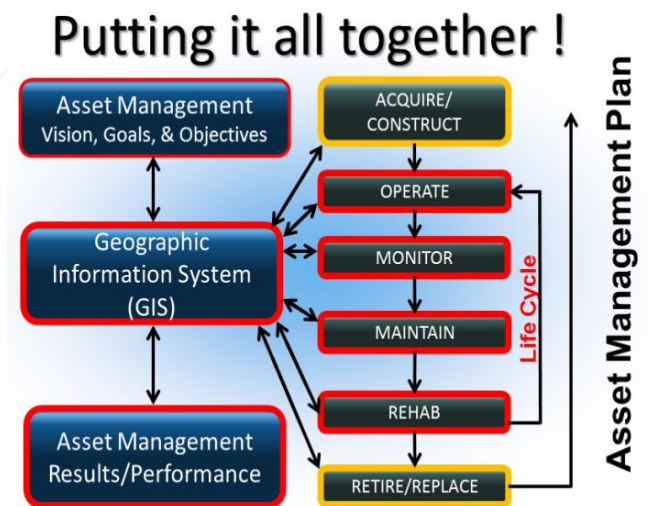 Putting it all together !
Asset Management
Vision, Goals, & Objectives
Geographic
Information System
(GIS)
Asset Management
Results/Performance
ACQUIRE/
CONSTRUCT
OPERATE
MONITOR
MAINTAIN
REHAB
RETIRE/REPLACE
Life Cycle
Asset Management Plan